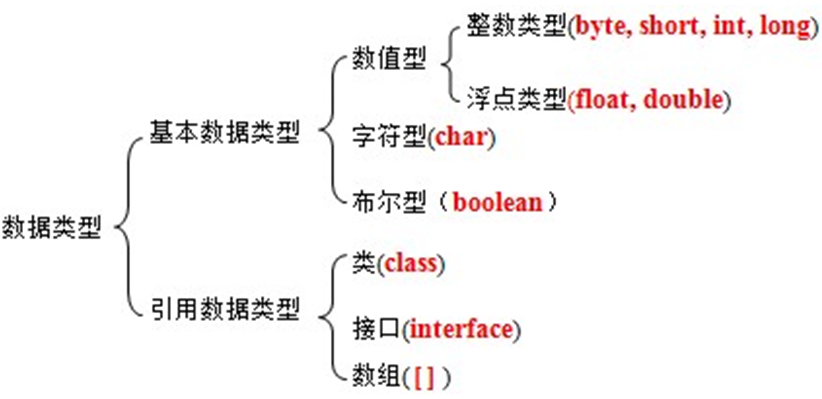 整数类型(byte, short, int, long)
数值型
浮点类型(float, double)
基本数据类型
字符型(char)
布尔型（boolean）
数据类型
类(class)
引用数据类型
接口(interface)
数组([ ] )